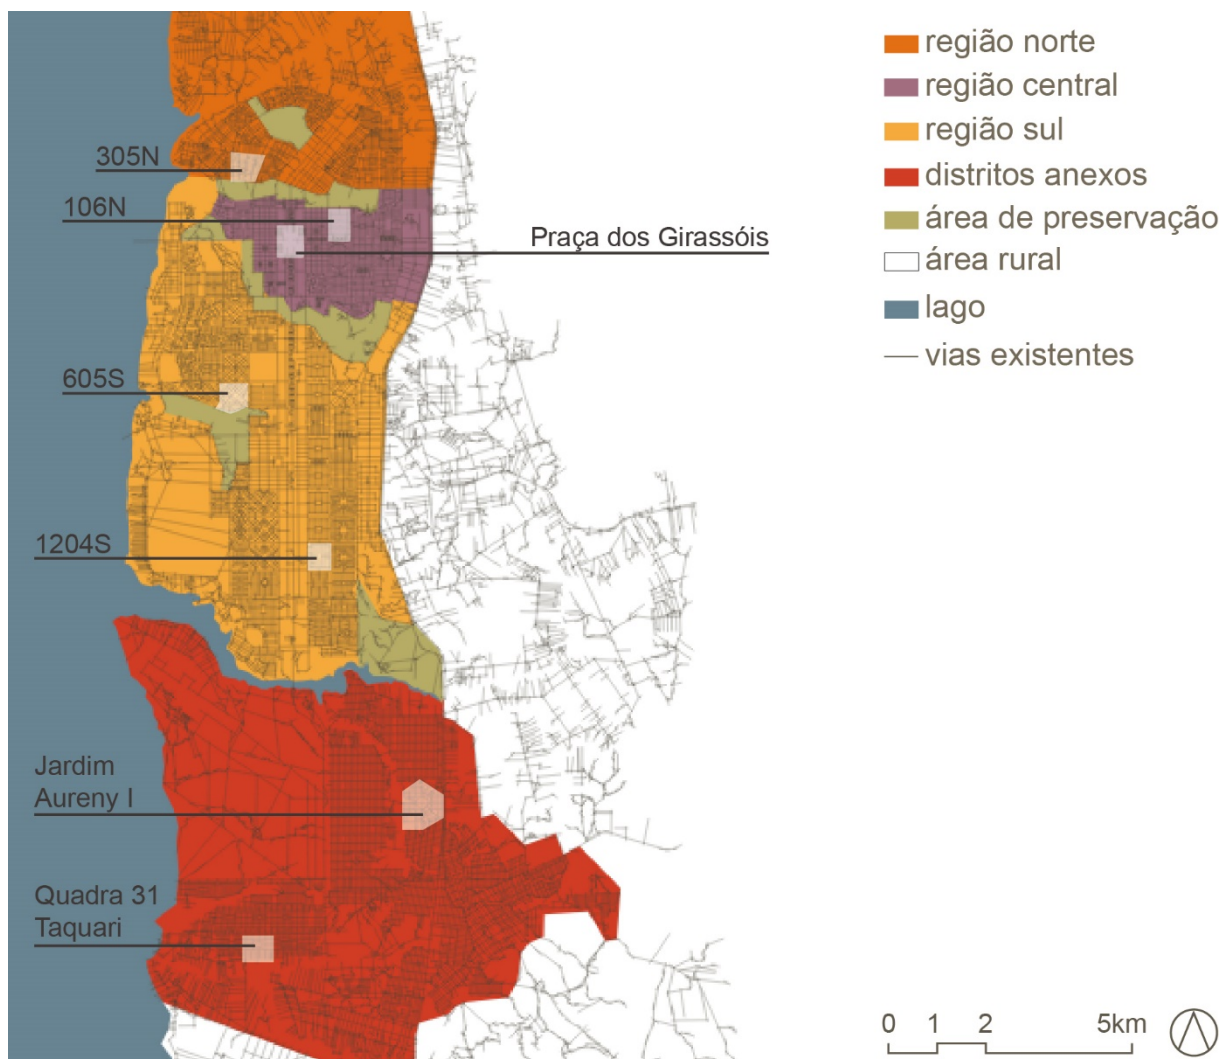 região norte
região central
região sul
distritos anexos
área de preservação
área rural
lago
vias existentes
305N
106N
Praça dos Girassóis
605S
1204S
Jardim
Aureny I
Quadra 31
Taquari
0 1 2 5km